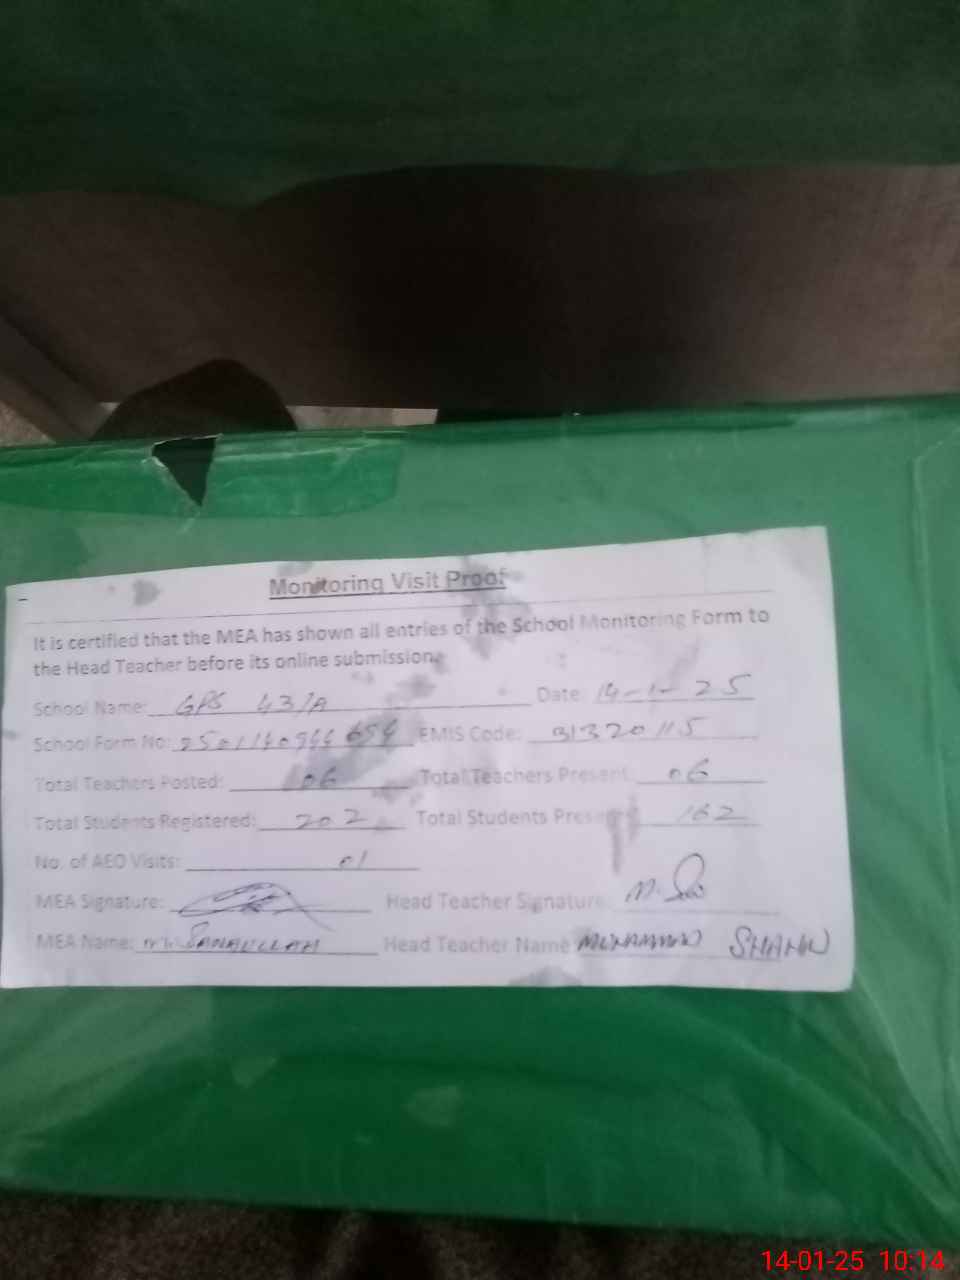 Monitoring Visit Proof
It is certified that the MEA has shown all entries of the School Monitoring Form to
the Head Teacher before its online submission.
School Name: GPS 43/A Date: 14-1-25
School Form No: 2501140944654 EMIS Code: 31320115
Total Teachers Posted: 06 Total Teachers Present: 06
Total Students Registered: 202 Total Students Present: 162
No. of AEO Visits: 01
MEA Signature: Head Teacher Signature:
MEA Name: Mr. SANAULLAH Head Teacher Name MUHAMMAD
14-01-25 10:14